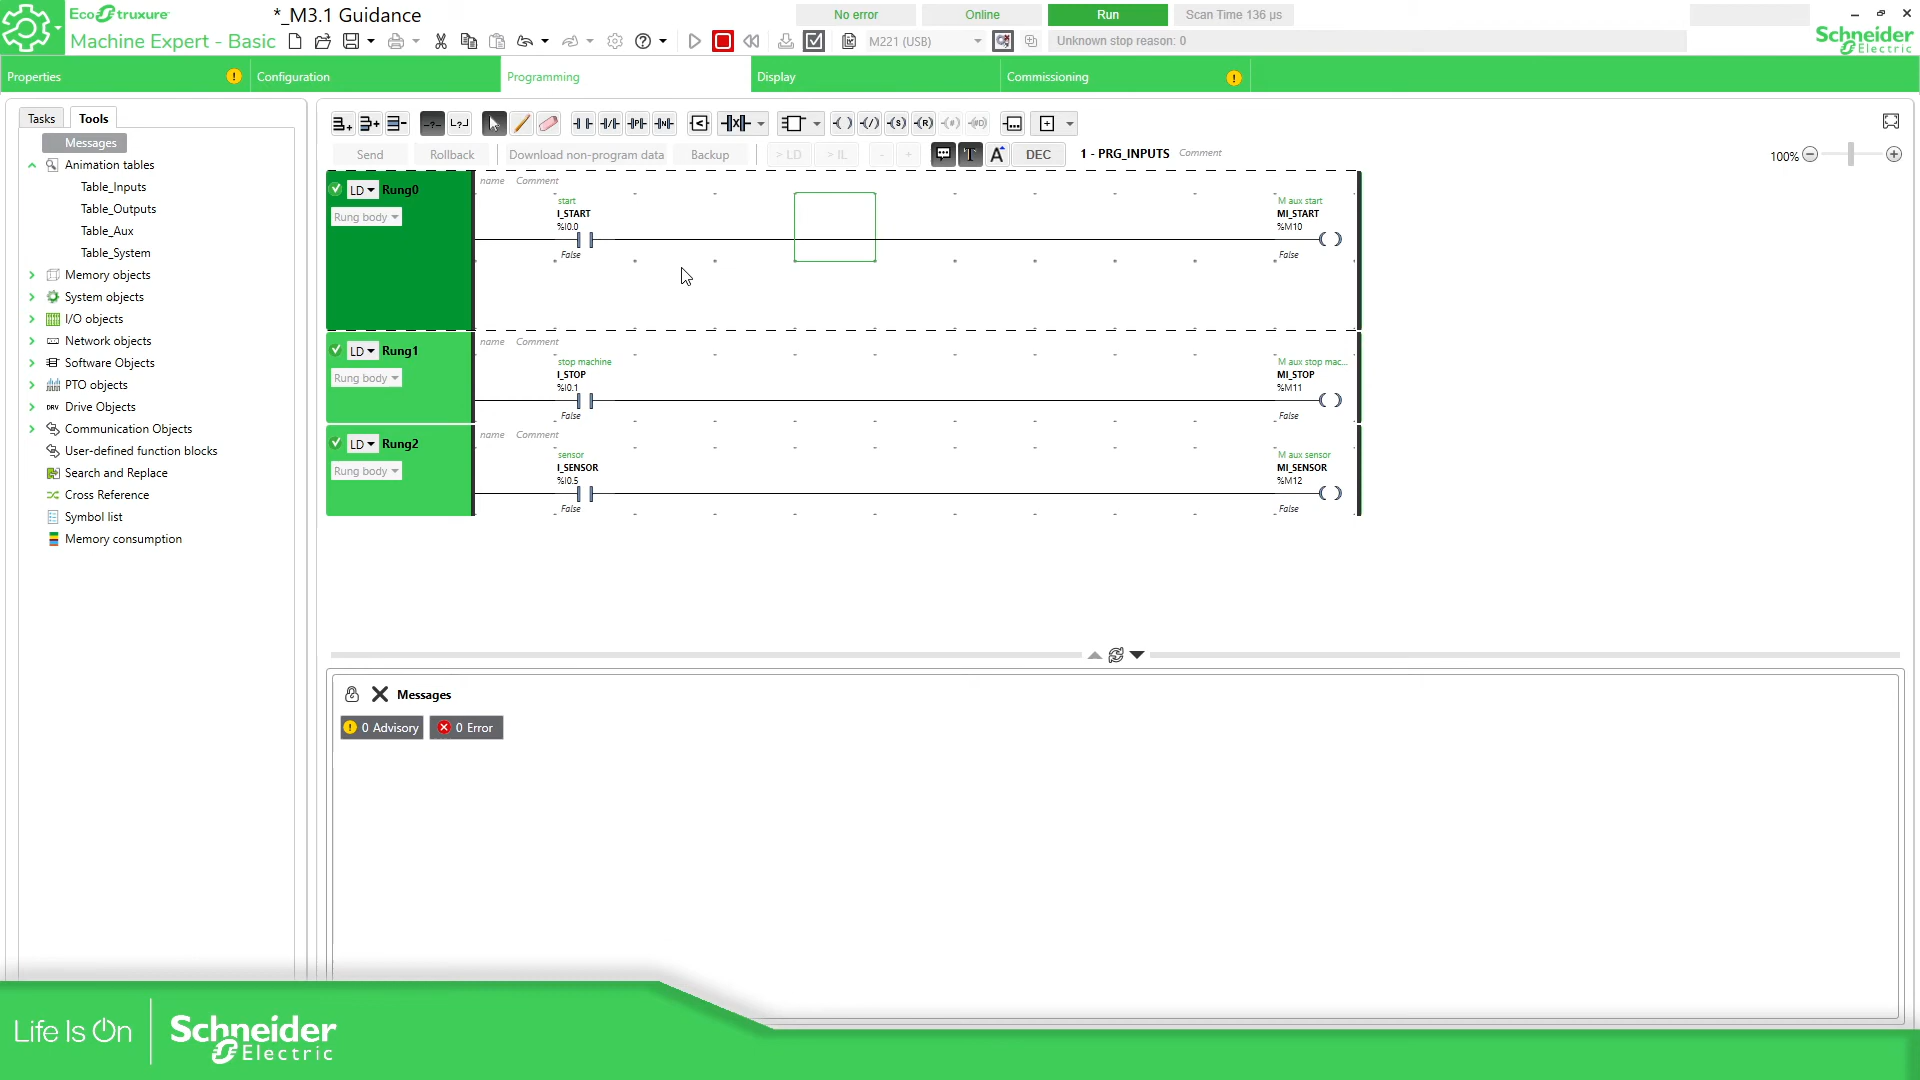 EcoStruxure
Machine Expert - Basic
*_M3.1 Guidance
No error
Online
Run
Scan Time 136 µs
M221 (USB)
Unknown stop reason: 0
Schneider
Electric
Properties
Configuration
Programming
Display
Commissioning
Tasks
Tools
Messages
Animation tables
Table_Inputs
Table_Outputs
Table_Aux
Table_System
Memory objects
System objects
I/O objects
Network objects
Software Objects
PTO objects
DRV Drive Objects
Communication Objects
User-defined function blocks
Search and Replace
Cross Reference
Symbol list
Memory consumption
Send
Rollback
Download non-program data
Backup
> LD
> IL
-
+
T
A
DEC
1 - PRG_INPUTS
Comment
100%
LD Rung0
Rung body
name Comment
start
I_START
%I0.0
False
M aux start
MI_START
%M10
False
LD Rung1
Rung body
name Comment
stop machine
I_STOP
%I0.1
False
M aux stop mac...
MI_STOP
%M11
False
LD Rung2
Rung body
name Comment
sensor
I_SENSOR
%I0.5
False
M aux sensor
MI_SENSOR
%M12
False
Messages
0 Advisory
0 Error
Life Is On
Schneider
Electric